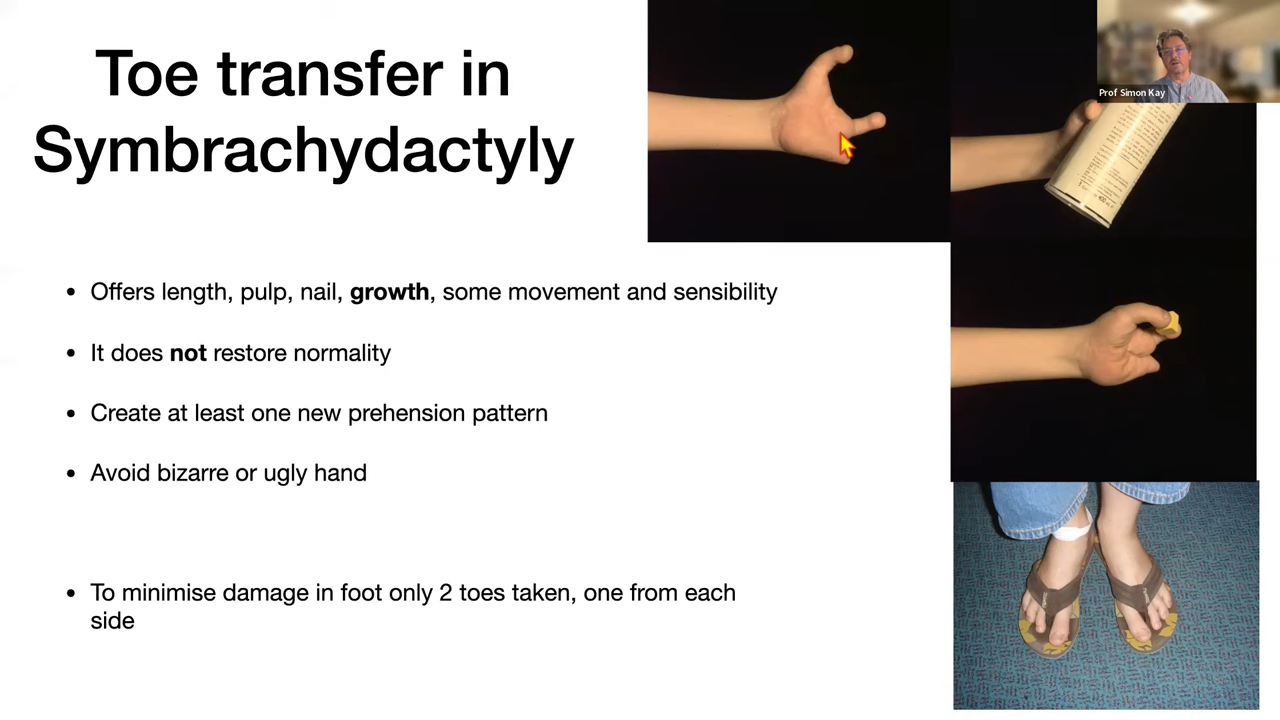 Toe transfer in
Symbrachydactyly
Prof Simon Kay
• Offers length, pulp, nail, growth, some movement and sensibility
• It does not restore normality
• Create at least one new prehension pattern
• Avoid bizarre or ugly hand
• To minimise damage in foot only 2 toes taken, one from each
side